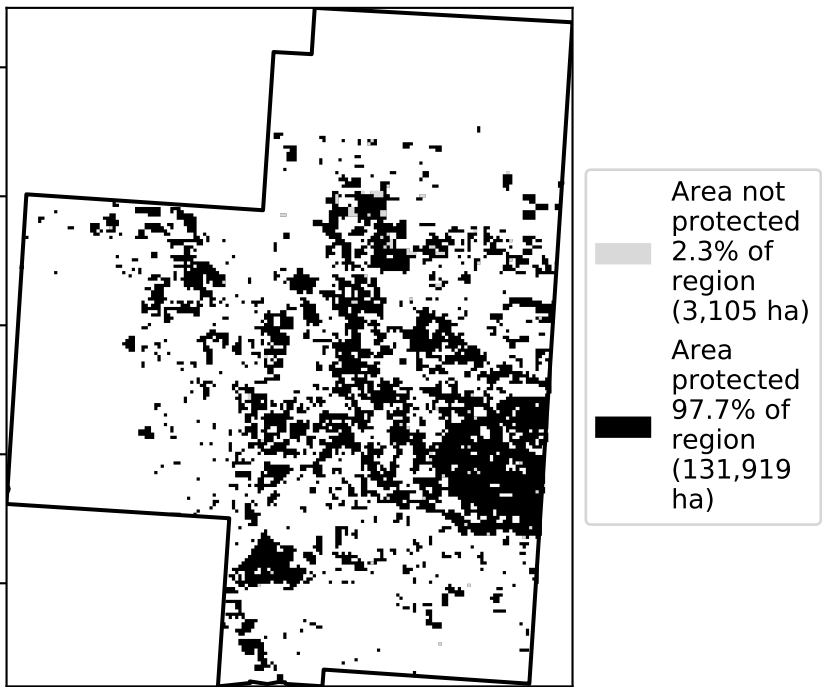 Area not
protected
2.3% of
region
(3,105 ha)
Area
protected
97.7% of
region
(131,919
ha)